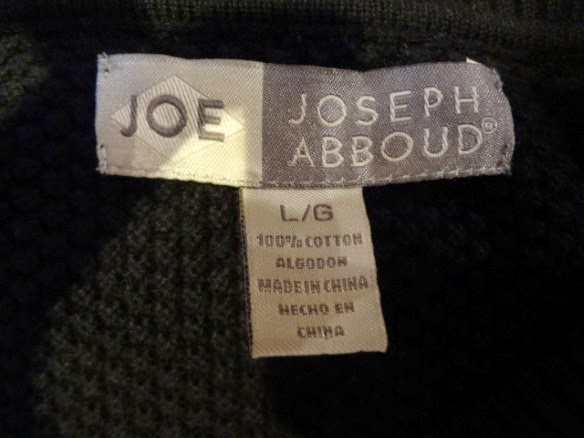 JOE
JOSEPH
ABBOUD®
L/G
100% COTTON
ALGODON
MADE IN CHINA
HECHO EN
CHINA